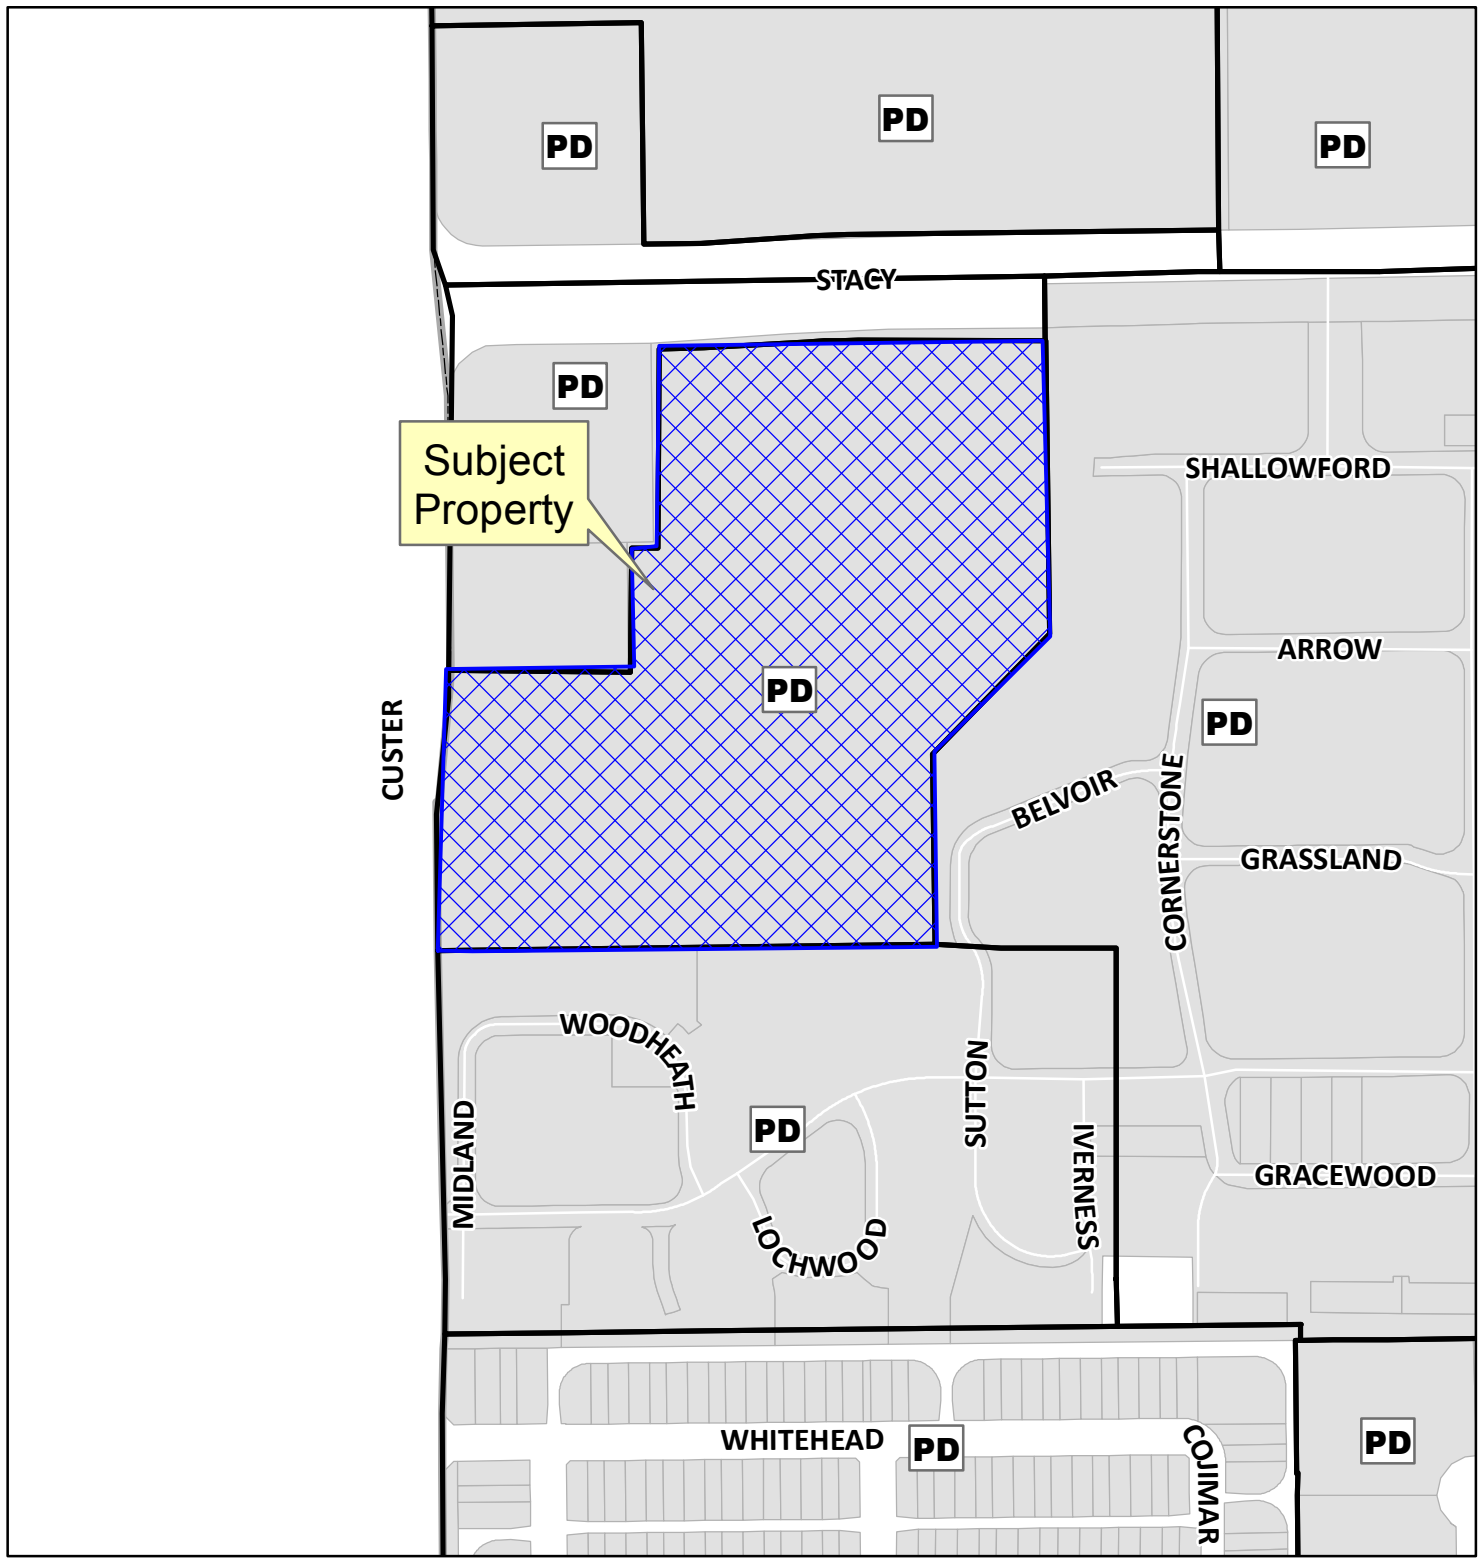 PD
PD
PD
STACY
PD
Subject
Property
SHALLOWFORD
ARROW
PD
PD
CUSTER
BELVOIR
CORNERSTONE
GRASSLAND
WOODHEATH
SUTTON
MIDLAND
PD
IVERNESS
GRACEWOOD
LOCHWOOD
WHITEHEAD
PD
COJIMAR
PD